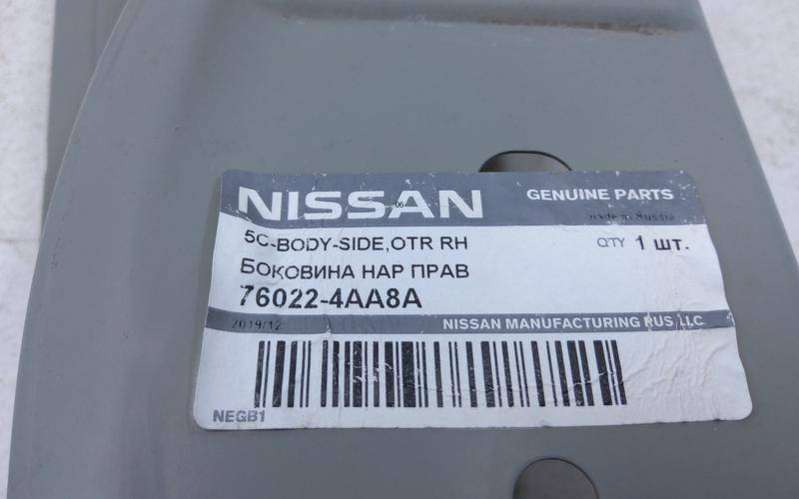 NISSAN
GENUINE PARTS
made in Russia
5C-BODY-SIDE,OTR RH
QTY 1 шт.
БОКОВИНА НАР ПРАВ
76022-4AA8A
2019/12
NISSAN MANUFACTURING RUS LLC
NEGB1